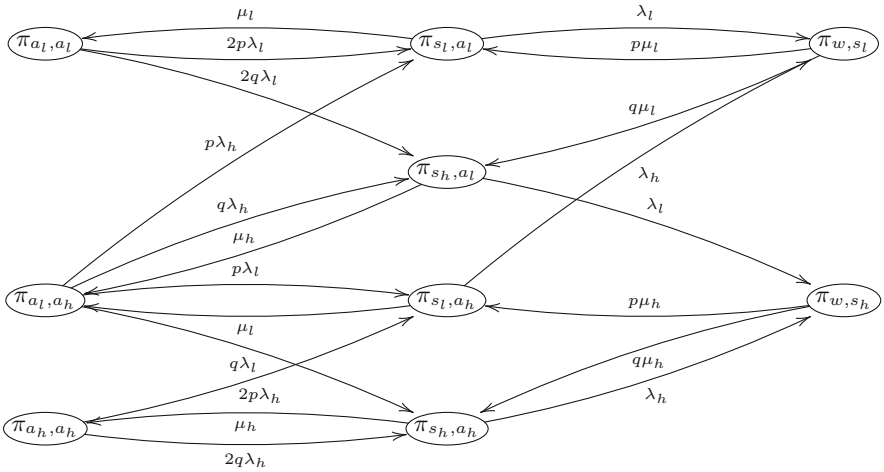 μ_l
λ_l
π_{a_l,a_l}
2pλ_l
π_{s_l,a_l}
pμ_l
π_{w,s_l}
2qλ_l
qμ_l
pλ_h
π_{s_h,a_l}
λ_h
qλ_h
λ_l
μ_h
pλ_l
π_{a_l,a_h}
π_{s_l,a_h}
pμ_h
π_{w,s_h}
μ_l
qλ_l
qμ_h
2pλ_h
λ_h
π_{a_h,a_h}
μ_h
π_{s_h,a_h}
2qλ_h